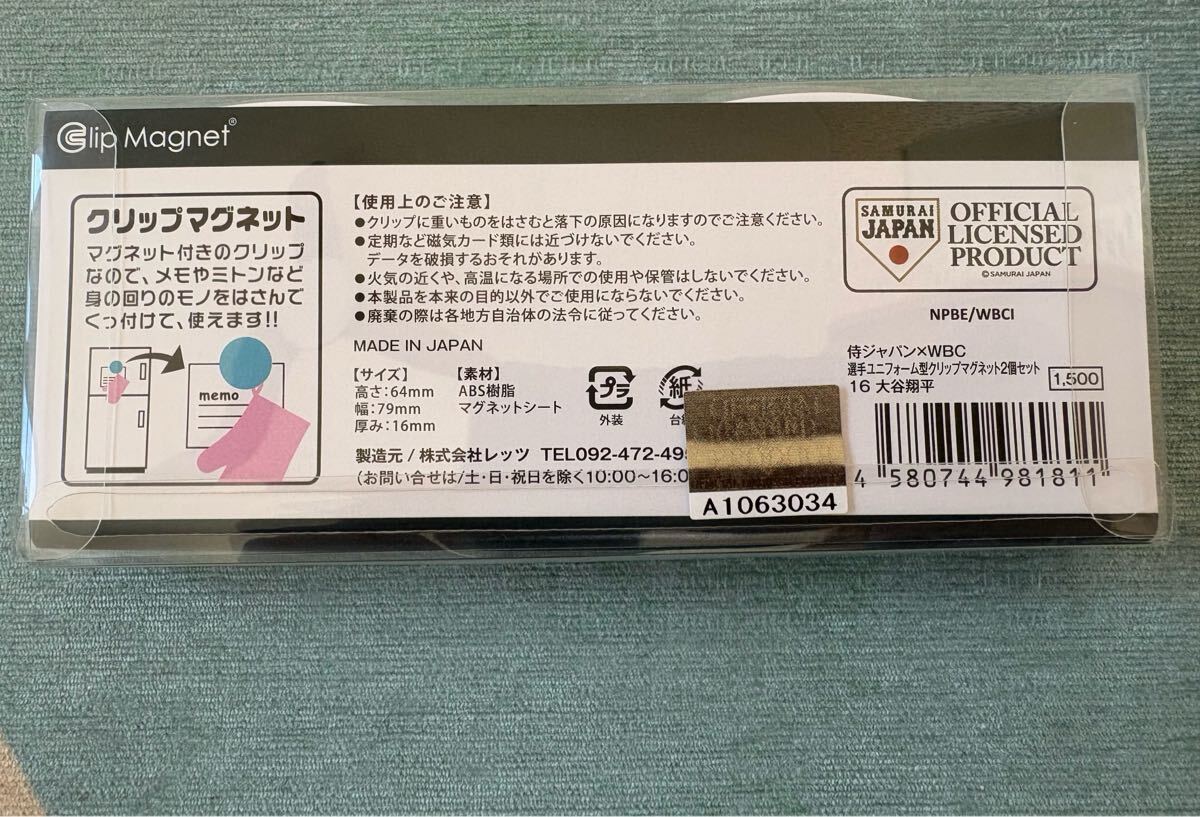 Clip Magnet®
クリップマグネット
マグネット付きのクリップ
なので、メモやミトンなど
身の回りのモノをはさんで
くっ付けて、使えます!!
memo
【使用上のご注意】
●クリップに重いものをはさむと落下の原因になりますのでご注意ください。
●定期など磁気カード類には近づけないでください。
データを破損するおそれがあります。
●火気の近くや、高温になる場所での使用や保管はしないでください。
●本製品を本来の目的以外でご使用にならないでください。
●廃棄の際は各地方自治体の法令に従ってください。
MADE IN JAPAN
【サイズ】
高さ:64mm
幅:79mm
厚み:16mm
【素材】
ABS樹脂
マグネットシート
プラ
外装
紙
台紙
製造元/株式会社レッツ TEL092-472-49
(お問い合せは/土・日・祝日を除く10:00~16:0
A1063034
SAMURAI
JAPAN
OFFICIAL
LICENSED
PRODUCT
©SAMURAI JAPAN
NPBE/WBCI
侍ジャパン×WBC
選手ユニフォーム型クリップマグネット2個セット
16 大谷翔平
1,500
4 580744 981811